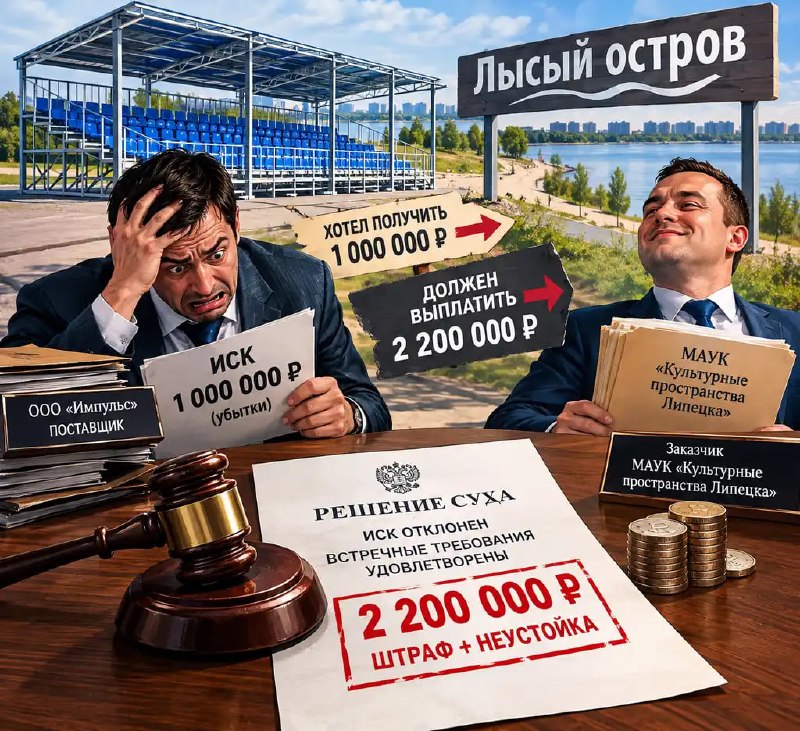 Лысый остров
ХОТЕЛ ПОЛУЧИТЬ
1 000 000 ₽
ДОЛЖЕН
ВЫПЛАТИТЬ
2 200 000 ₽
ИСК
1 000 000 ₽
(убытки)
ООО «Импульс»
ПОСТАВЩИК
МАУК
«Культурные
пространства
Липецка»
Заказчик
МАУК «Культурные
пространства Липецка»
РЕШЕНИЕ СУХА
ИСК ОТКЛОНЕН
ВСТРЕЧНЫЕ ТРЕБОВАНИЯ
УДОВЛЕТВОРЕНЫ
2 200 000 ₽
ШТРАФ + НЕУСТОЙКА